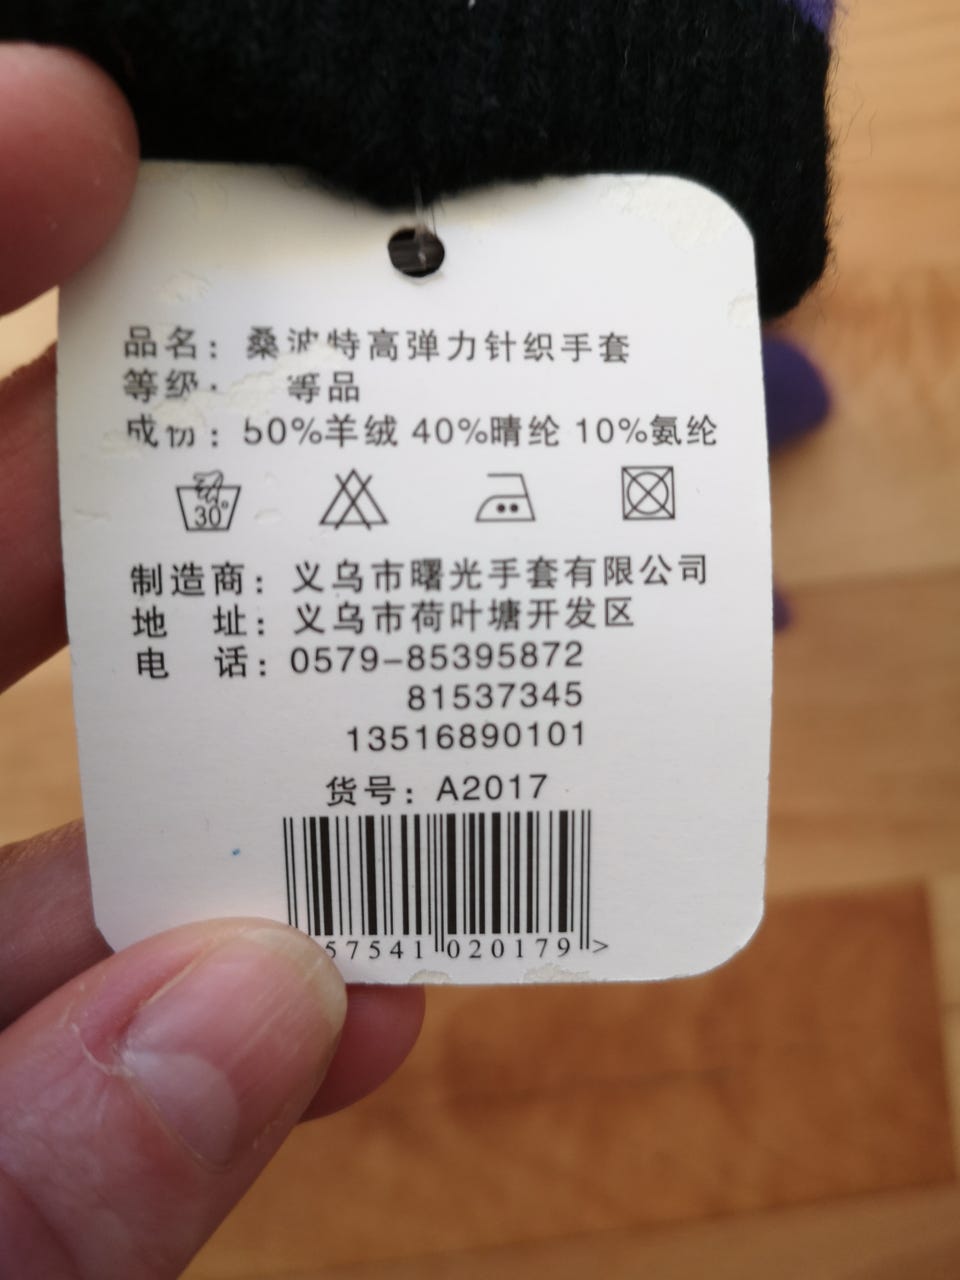 品名：桑波特高弹力针织手套
等级： 等品
成份：50%羊绒 40%晴纶 10%氨纶
30°
制造商：义乌市曙光手套有限公司
地 址：义乌市荷叶塘开发区
电 话：0579-85395872
81537345
13516890101
货号：A2017
57541 020179 >